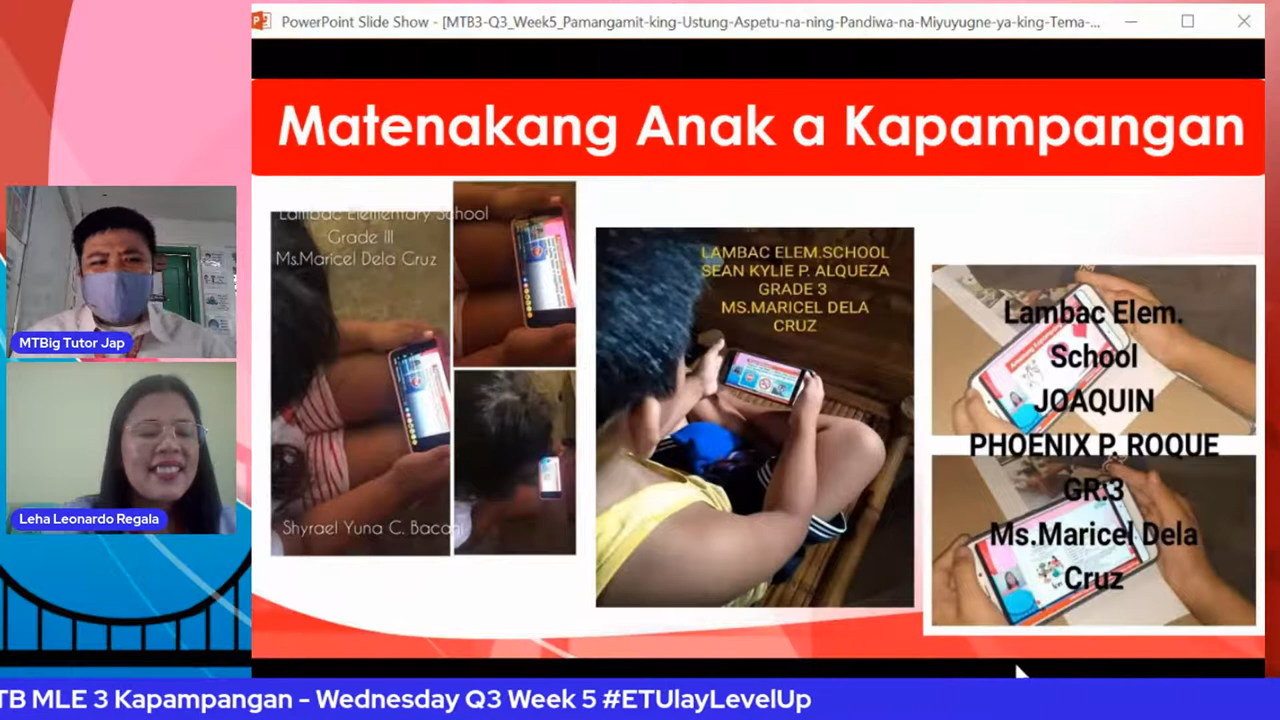 PowerPoint Slide Show - [MTB3-Q3_Week5_Pamangamit-king-Ustung-Aspetu-na-ning-Pandiwa-na-Miyuyugne-ya-king-Tema-...
Matenakang Anak a Kapampangan
MTBig Tutor Jap
Leha Leonardo Regala
Lambac Elementary School
Grade III
Ms.Maricel Dela Cruz
Shyrael Yuna C. Bacani
LAMBAC ELEM.SCHOOL
SEAN KYLIE P. ALQUEZA
GRADE 3
MS.MARICEL DELA
CRUZ
Lambac Elem.
School
JOAQUIN
PHOENIX P. ROQUE
GR.3
Ms.Maricel Dela
Cruz
TB MLE 3 Kapampangan - Wednesday Q3 Week 5 #ETUlayLevelUp